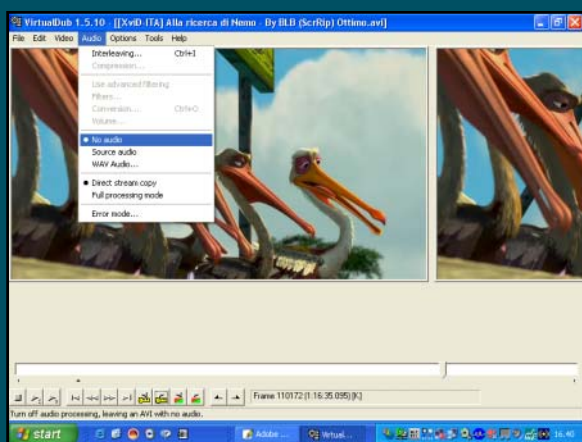 VirtualDub 1.5.10 - [[XviD-ITA] Alla ricerca di Nemo - By BLB (ScrRip) Ottimo.avi]
File Edit Video Audio Options Tools Help
Interleaving... Ctrl+I
Compression...
Use advanced filtering
Filters...
Conversion... Ctrl+O
Volume...
No audio
Source audio
WAV Audio...
Direct stream copy
Full processing mode
Error mode...
Frame 110172 (1:16:35.095) [K]
Turn off audio processing, leaving an AVI with no audio.
start Adobe ... Virtual... 16.40